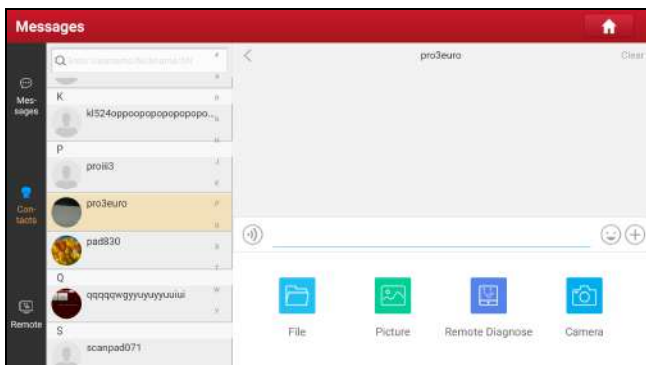 Messages
Mes-
sages
Con-
tacts
Remote
K
kl524oppoopopopopopopo...
P
proiii3
pro3euro
pad830
Q
qqqqqwgyyuyuyyuuiui
S
scanpad071
pro3euro
Clear
File
Picture
Remote Diagnose
Camera